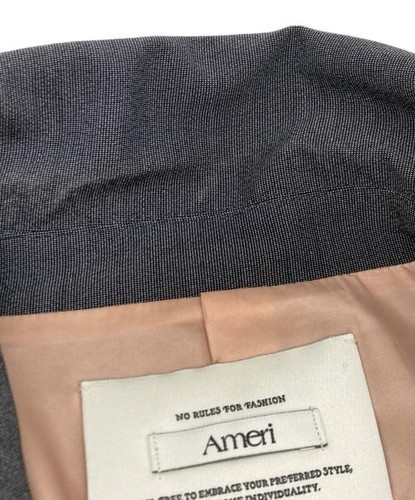 NO RULES FOR FASHION
Ameri
FREE TO EMBRACE YOUR PREFERRED STYLE,
INDIVIDUALITY.